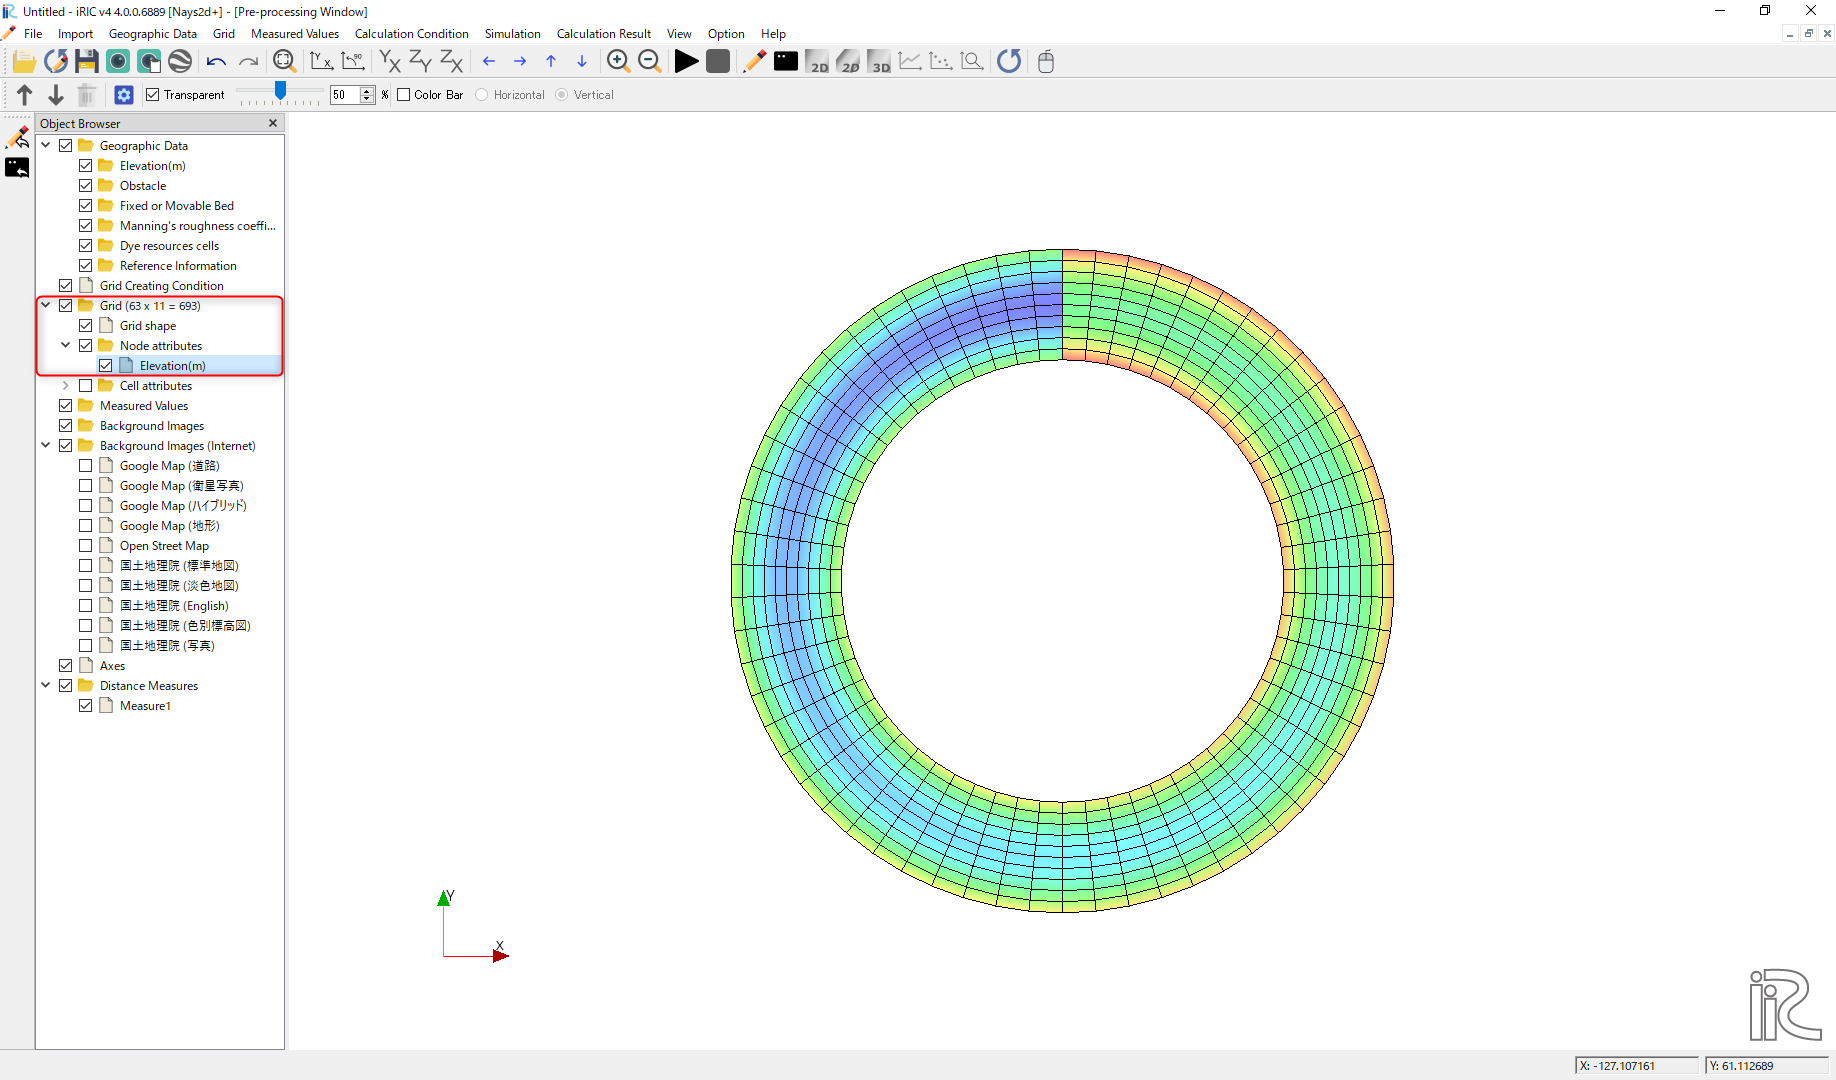 Untitled - iRIC v4 4.0.0.6889 [Nays2d+] - [Pre-processing Window]
File Import Geographic Data Grid Measured Values Calculation Condition Simulation Calculation Result View Option Help
Transparent 50 % Color Bar Horizontal Vertical
Object Browser
Geographic Data
Elevation(m)
Obstacle
Fixed or Movable Bed
Manning's roughness coeffi...
Dye resources cells
Reference Information
Grid Creating Condition
Grid (63 x 11 = 693)
Grid shape
Node attributes
Elevation(m)
Cell attributes
Measured Values
Background Images
Background Images (Internet)
Google Map (道路)
Google Map (衛星写真)
Google Map (ハイブリッド)
Google Map (地形)
Open Street Map
国土地理院 (標準地図)
国土地理院 (淡色地図)
国土地理院 (English)
国土地理院 (色別標高図)
国土地理院 (写真)
Axes
Distance Measures
Measure1
Y
X
iRIC
X: -127.107161 Y: 61.112689